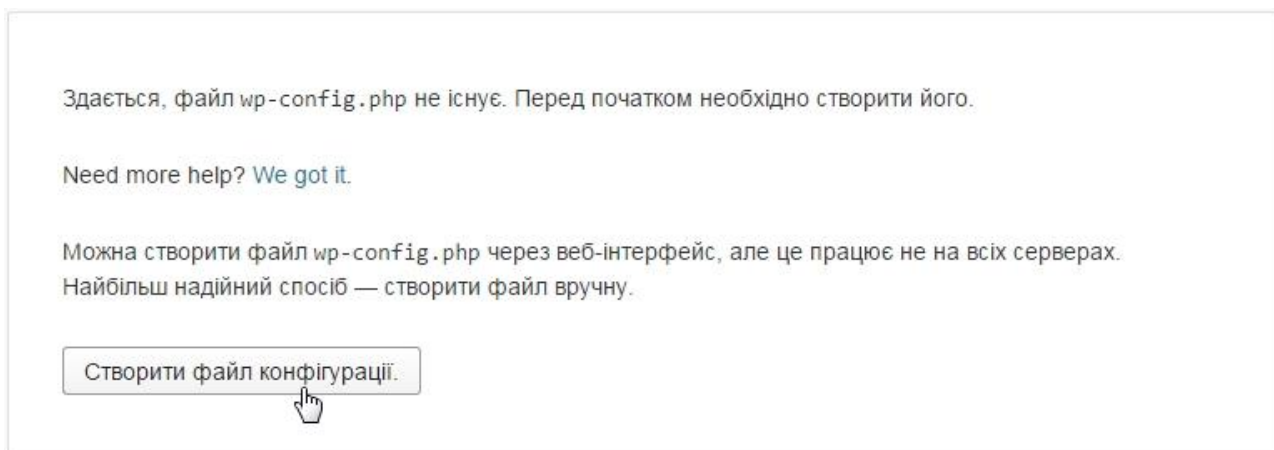 Здається, файл wp-config.php не існує. Перед початком необхідно створити його.
Need more help? We got it.
Можна створити файл wp-config.php через веб-інтерфейс, але це працює не на всіх серверах.
Найбільш надійний спосіб — створити файл вручну.
Створити файл конфігурації.